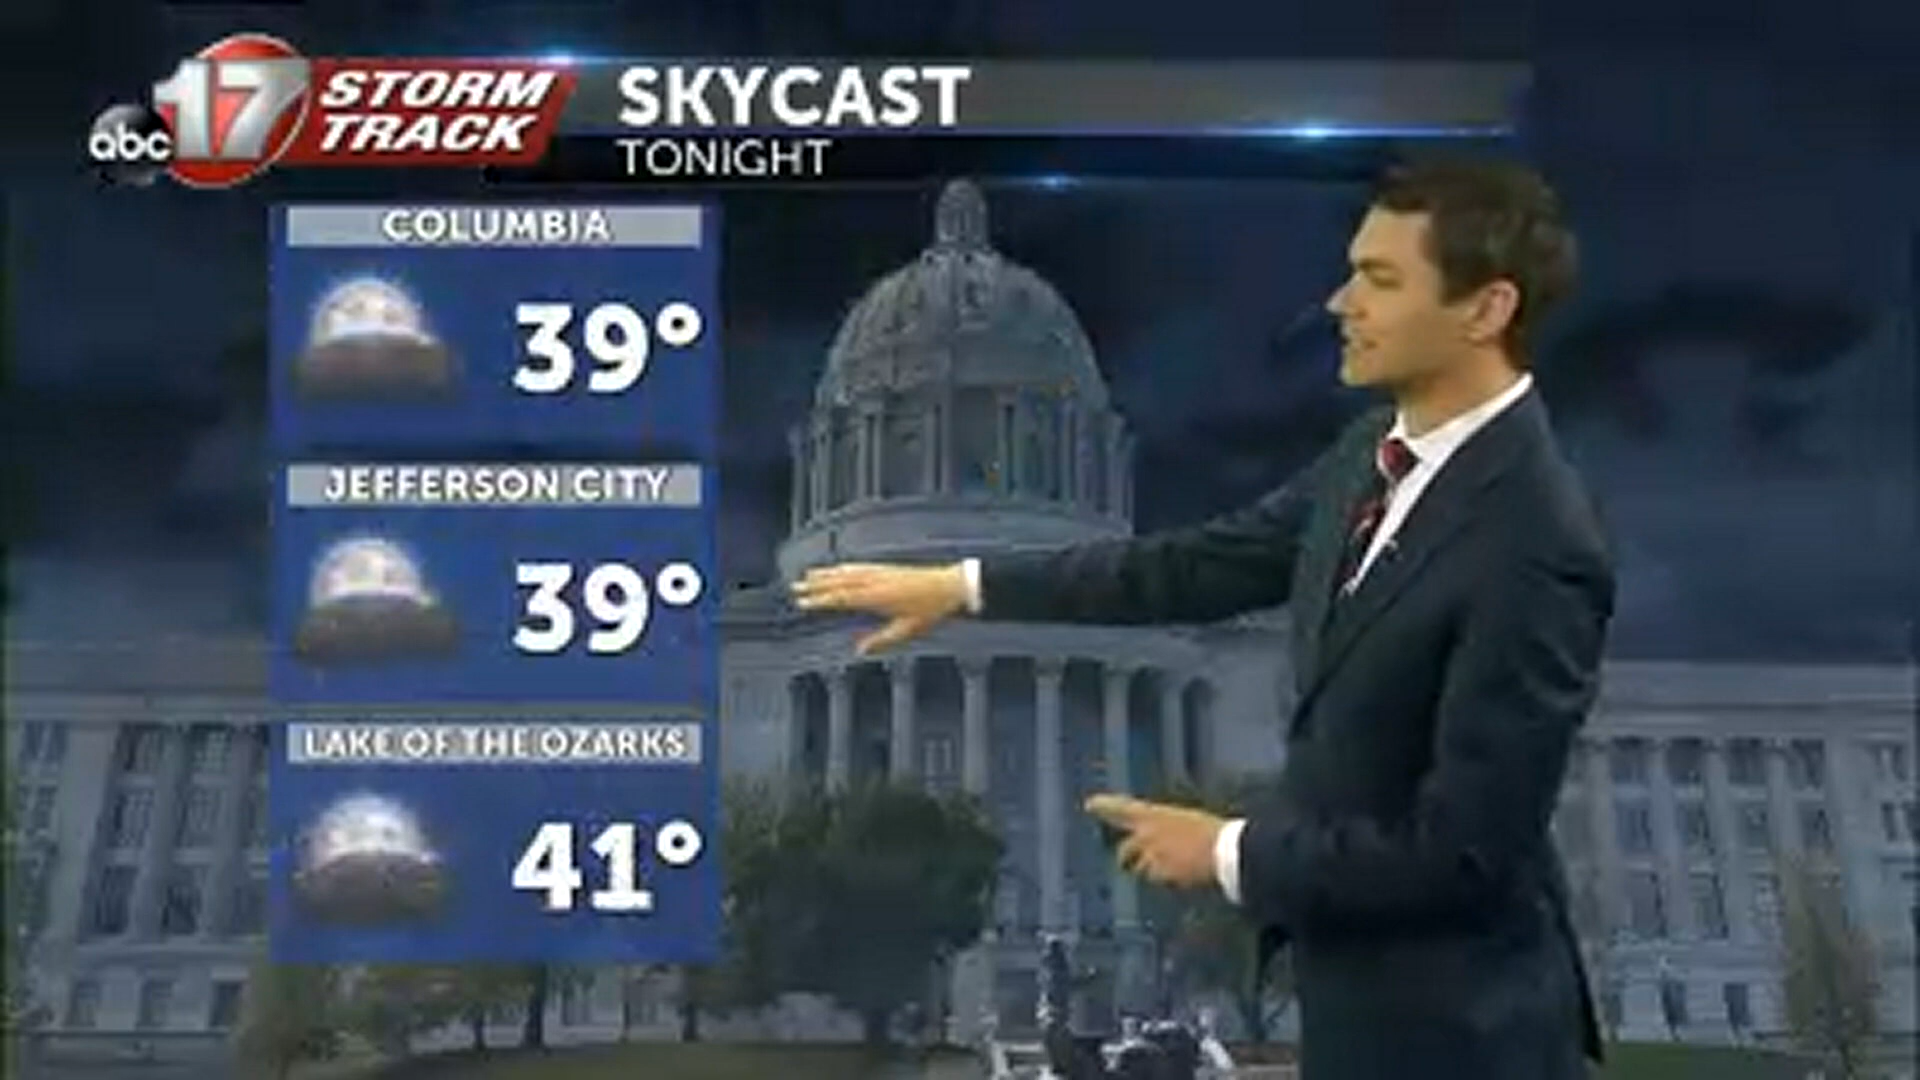 abc 17 STORM TRACK
SKYCAST
TONIGHT
COLUMBIA
39°
JEFFERSON CITY
39°
LAKE OF THE OZARKS
41°